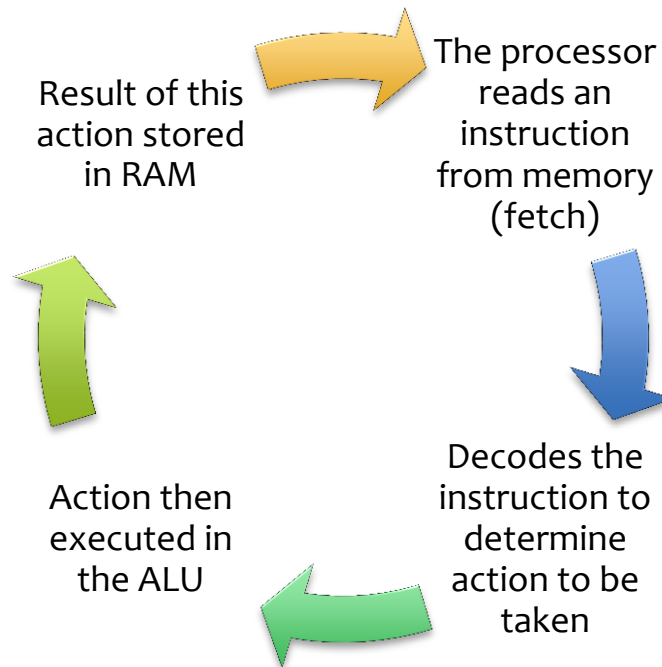 The processor
reads an
instruction
from memory
(fetch)
Decodes the
instruction to
determine
action to be
taken
Action then
executed in
the ALU
Result of this
action stored
in RAM